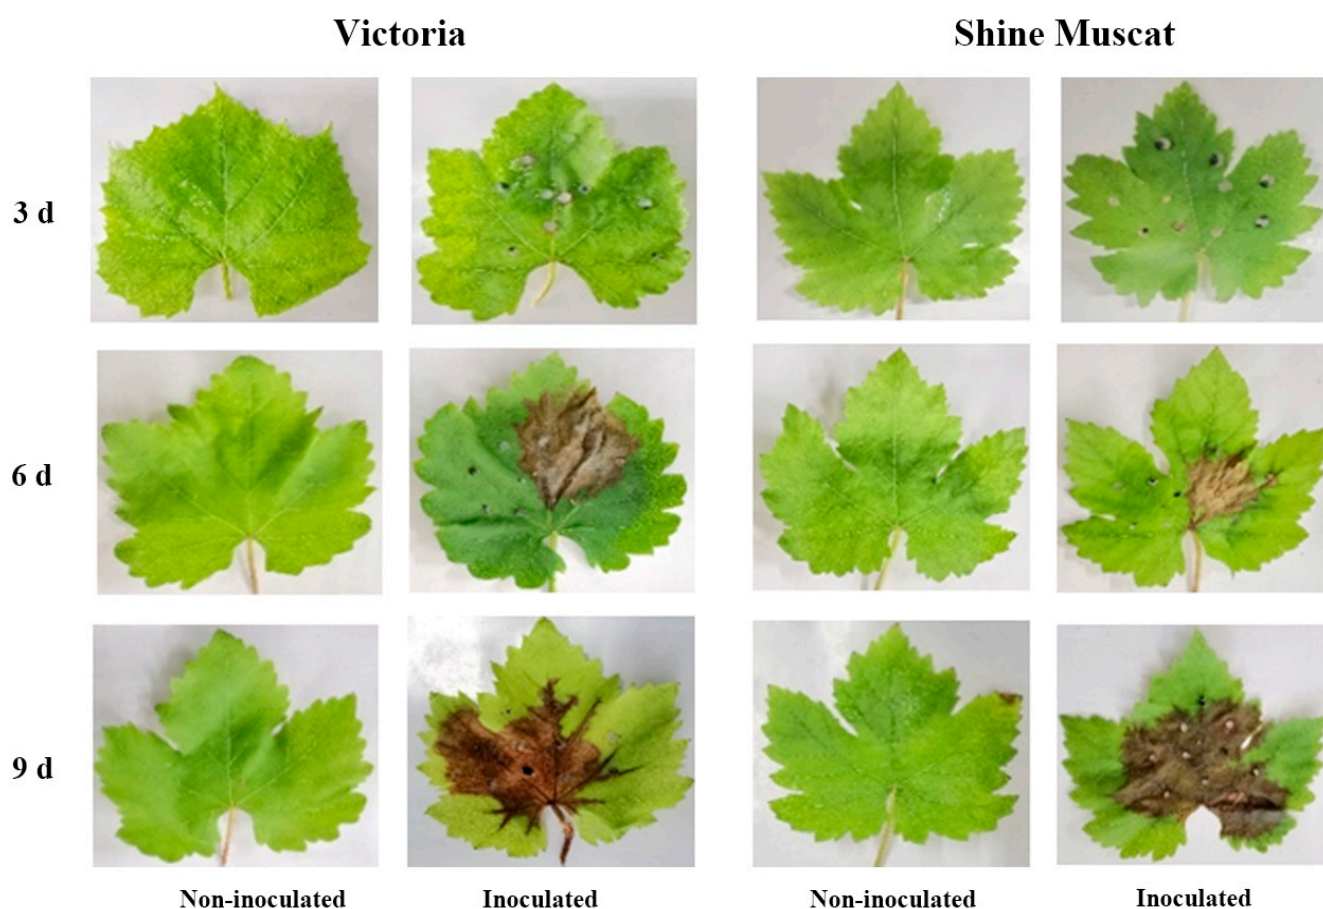 Victoria
Shine Muscat
3 d
6 d
9 d
Non-inoculated
Inoculated
Non-inoculated
Inoculated